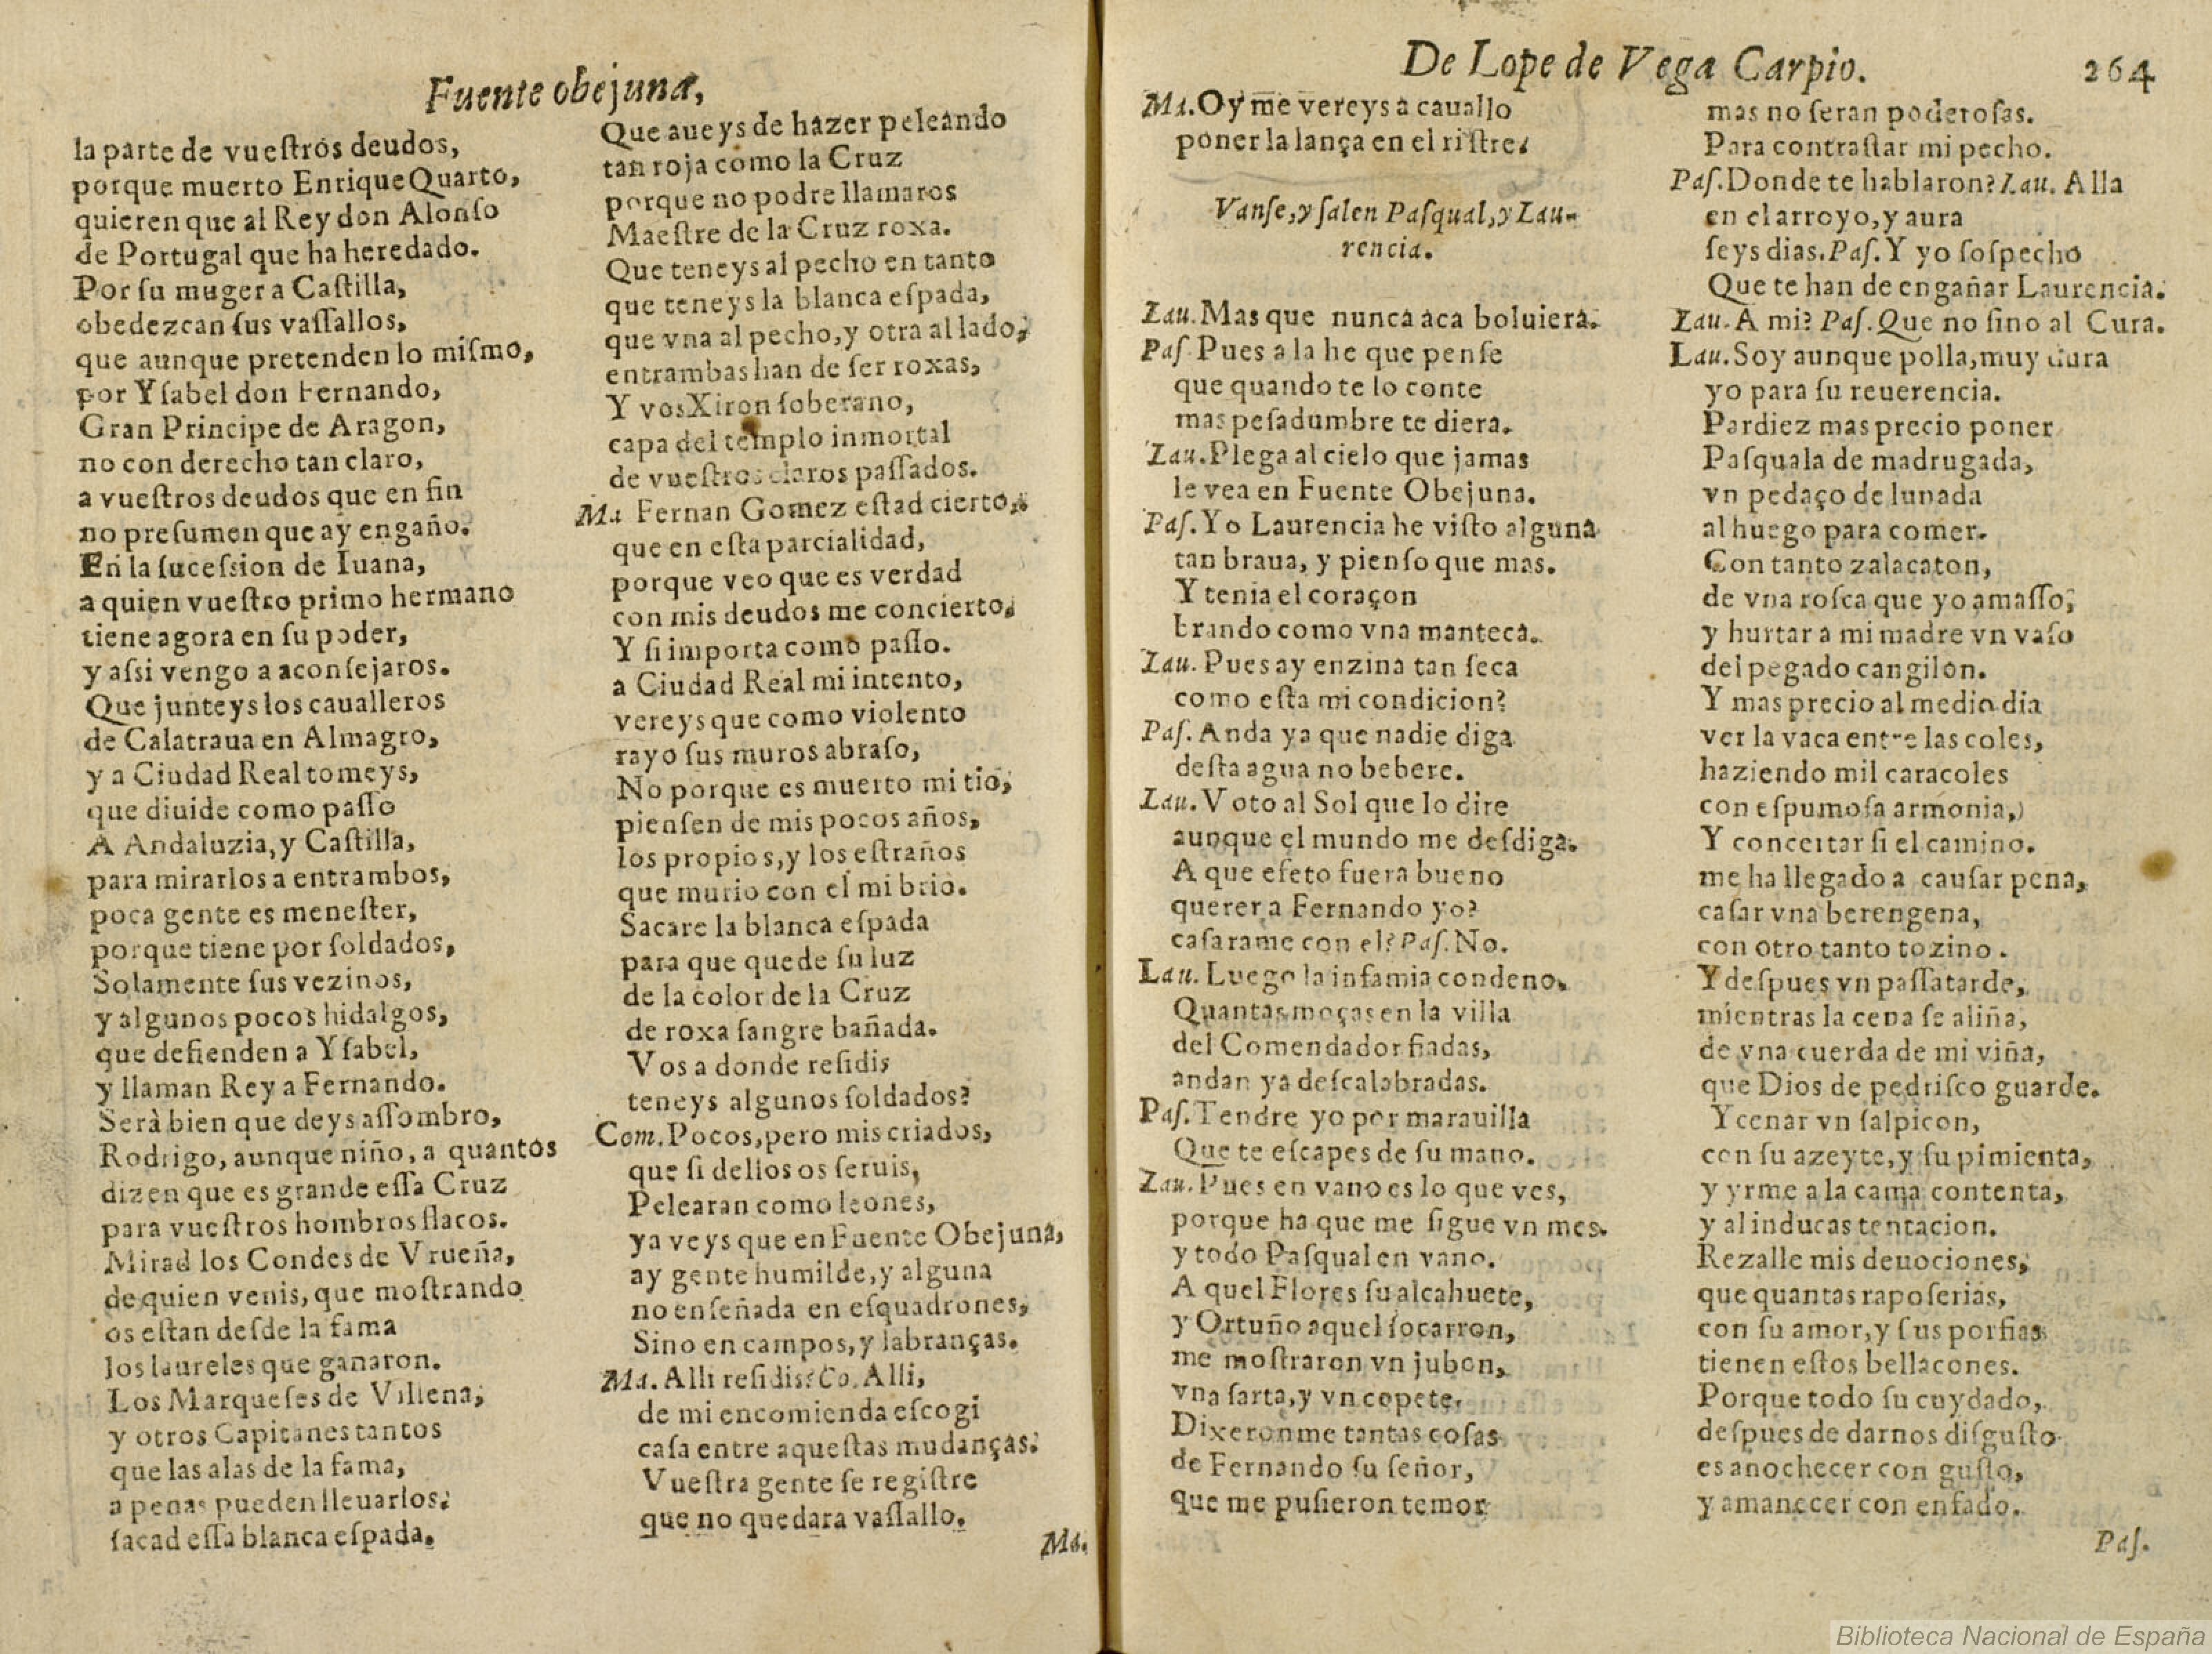 Fuente obejuna,
la parte de vueſtros deudos,
porque muerto Enrique Quarto,
quieren que al Rey don Alonſo
de Portugal que ha heredado.
Por ſu muger a Caſtilla,
obedezcan ſus vaſſallos,
que aunque pretenden lo miſmo,
por Yſabel don Fernando,
Gran Principe de Aragon,
no con derecho tan claro,
a vueſtros deudos que en fin
no preſumen que ay engaño.
En la ſuceſsion de Iuana,
a quien vueſtro primo hermano
tiene agora en ſu poder,
y aſsi vengo a aconſejaros.
Que junteys los caualleros
de Calatraua en Almagro,
y a Ciudad Real tomeys,
que diuide como paſſo
A Andaluzia, y Caſtilla,
para mirarlos a entrambos,
poca gente es meneſter,
porque tiene por ſoldados,
Solamente ſus vezinos,
y algunos pocos hidalgos,
que defienden a Yſabel,
y llaman Rey a Fernando.
Serà bien que deys aſſombro,
Rodrigo, aunque niño, a quantos
dizen que es grande eſſa Cruz
para vueſtros hombros flacos.
Mirad los Condes de Vrueña,
de quien venis, que moſtrando
os eſtan deſde la fama
los laureles que ganaron.
Los Marqueſes de Villena,
y otros Capitanes tantos
que las alas de la fama,
a penas pueden lleuarlos:
ſacad eſſa blanca eſpada.
Que aueys de hazer peleando
tan roja como la Cruz
porque no podre llamaros
Maeſtre de la Cruz roxa.
Que teneys al pecho en tanto
que teneys la blanca eſpada,
que vna al pecho, y otra al lado,
entrambas han de ſer roxas,
Y vos Xiron ſoberano,
capa del templo inmortal
de vueſtros claros paſſados.
Ma Fernan Gomez eſtad cierto,
que en eſta parcialidad,
porque veo que es verdad
con mis deudos me concierto,
Y ſi importa como paſſo.
a Ciudad Real mi intento,
vereys que como violento
rayo ſus muros abraſo,
No porque es muerto mi tio,
pienſen de mis pocos años,
los propios, y los eſtraños
que murio con el mi brio.
Sacare la blanca eſpada
para que quede ſu luz
de la color de la Cruz
de roxa ſangre bañada.
Vos a donde reſidis
teneys algunos ſoldados?
Com. Pocos, pero mis criados,
que ſi dellos os ſeruis,
Pelearan como leones,
ya veys que en Fuente Obejuna,
ay gente humilde, y alguna
no enſeñada en eſquadrones,
Sino en campos, y labranças.
Ma. Alli reſidis? Co. Alli,
de mi encomienda eſcogi
caſa entre aqueſtas mudanças:
Vueſtra gente ſe regiſtre
que no quedara vaſſallo.
Ma.
De Lope de Vega Carpio.
264
Ma. Oy me vereys a cauallo
poner la lança en el riſtre.
Vanſe, y ſalen Paſqual, y Lau-
rencia.
Lau. Mas que nunca aca boluiera.
Paſ Pues a la he que penſe
que quando te lo conte
mas peſadumbre te diera.
Lau. Plega al cielo que jamas
le vea en Fuente Obejuna.
Paſ. Yo Laurencia he viſto alguna
tan braua, y pienſo que mas.
Y tenia el coraçon
brando como vna manteca.
Lau. Pues ay enzina tan ſeca
como eſta mi condicion?
Paſ. Anda ya que nadie diga
deſta agua no bebere.
Lau. Voto al Sol que lo dire
aunque el mundo me deſdiga.
A que efeto fuera bueno
querer a Fernando yo?
caſarame con el? Paſ. No.
Lau. Luego la infamia condeno.
Quantas moças en la villa
del Comendador fiadas,
andan ya deſcalabradas.
Paſ. Tendre yo por marauilla
Que te eſcapes de ſu mano.
Lau. Pues en vano es lo que ves,
porque ha que me ſigue vn mes.
y todo Paſqual en vano.
A quel Flores ſu alcahuete,
y Ortuño aquel ſocarron,
me moſtraron vn jubon,
vna ſarta, y vn copete,
Dixeronme tantas coſas
de Fernando ſu ſeñor,
que me puſieron temor
mas no ſeran poderoſas.
Para contraſtar mi pecho.
Paſ. Donde te hablaron? Lau. Alla
en el arroyo, y aura
ſeys dias. Paſ. Y yo ſoſpecho
Que te han de engañar Laurencia.
Lau. A mi? Paſ. Que no ſino al Cura.
Lau. Soy aunque polla, muy dura
yo para ſu reuerencia.
Pardiez mas precio poner
Paſquala de madrugada,
vn pedaço de lunada
al huego para comer.
Con tanto zalacaton,
de vna roſca que yo amaſſo,
y hurtar a mi madre vn vaſo
del pegado cangilon.
Y mas precio al medio dia
ver la vaca entre las coles,
haziendo mil caracoles
con eſpumoſa armonia,
Y concertar ſi el camino.
me ha llegado a cauſar pena,
caſar vna berengena,
con otro tanto tozino.
Y deſpues vn paſſatarde,
mientras la cena ſe aliña,
de vna cuerda de mi viña,
que Dios de pedriſco guarde.
Y cenar vn ſalpicon,
con ſu azeyte, y ſu pimienta,
y yrme a la cama contenta,
y al inducas tentacion.
Rezalle mis deuociones,
que quantas rapoſerias,
con ſu amor, y ſus porfias
tienen eſtos bellacones.
Porque todo ſu cuydado,
deſpues de darnos diſguſto
es anochecer con guſto,
y amanecer con enfado.
Paſ.
Biblioteca Nacional de España